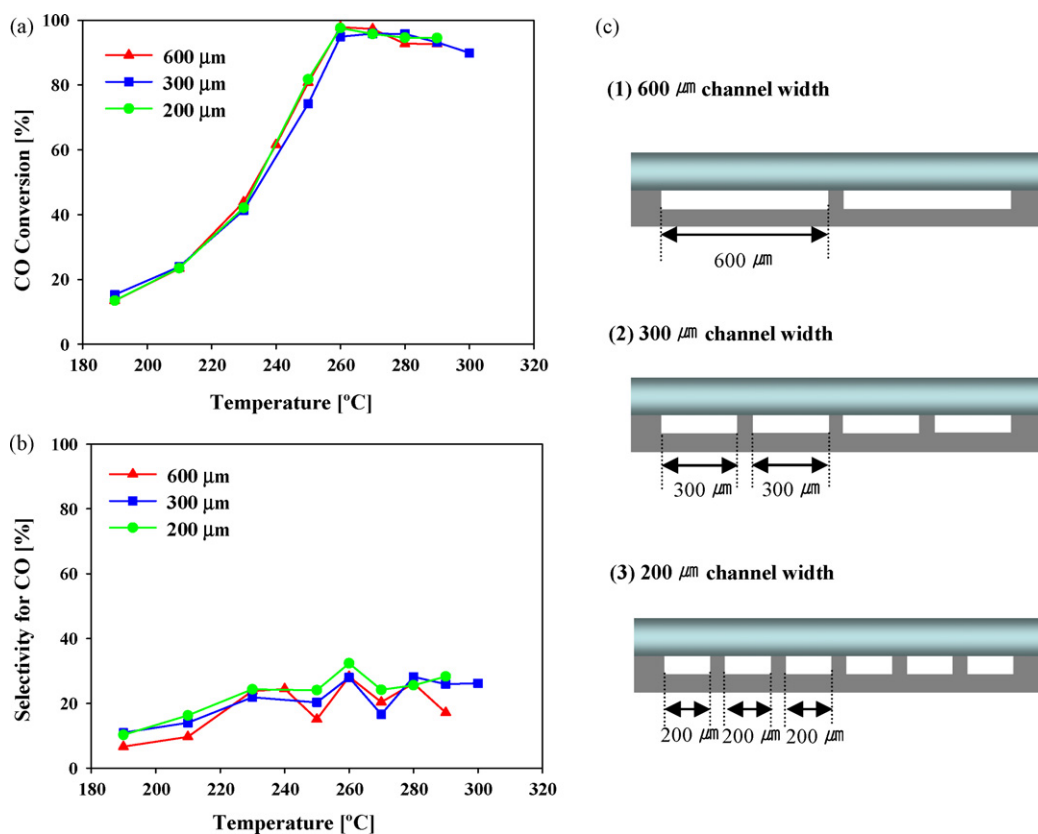 (a)
100
80
60
40
20
0
CO Conversion [%]
600 μm
300 μm
200 μm
180 200 220 240 260 280 300 320
Temperature [ºC]
(b)
100
80
60
40
20
0
Selectivity for CO [%]
600 μm
300 μm
200 μm
180 200 220 240 260 280 300 320
Temperature [ºC]
(c)
(1) 600 ㎛ channel width
600 ㎛
(2) 300 ㎛ channel width
300 ㎛ 300 ㎛
(3) 200 ㎛ channel width
200 200 200
㎛ ㎛ ㎛